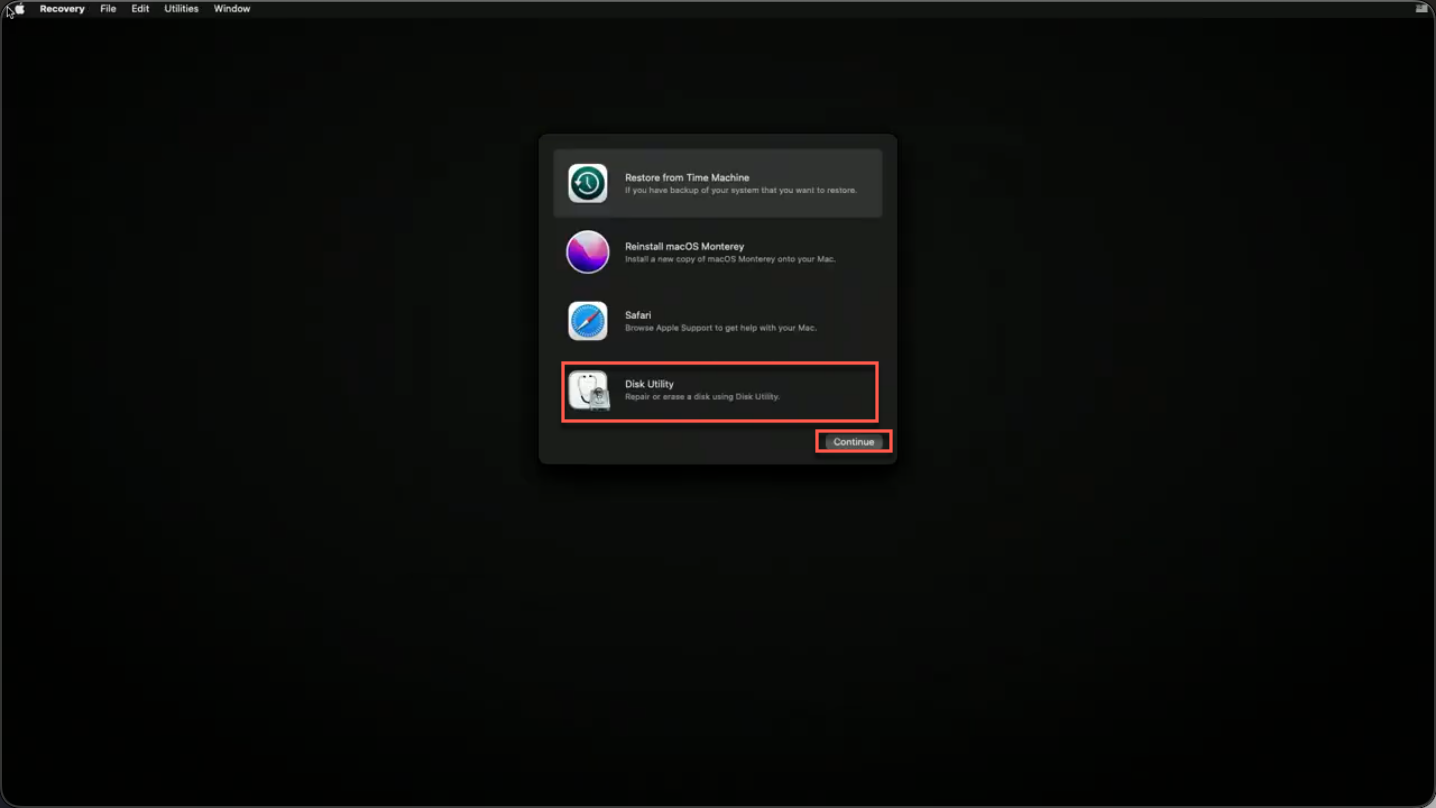 Recovery File Edit Utilities Window
Restore from Time Machine
If you have backup of your system that you want to restore.
Reinstall macOS Monterey
Install a new copy of macOS Monterey onto your Mac.
Safari
Browse Apple Support to get help with your Mac.
Disk Utility
Repair or erase a disk using Disk Utility.
Continue